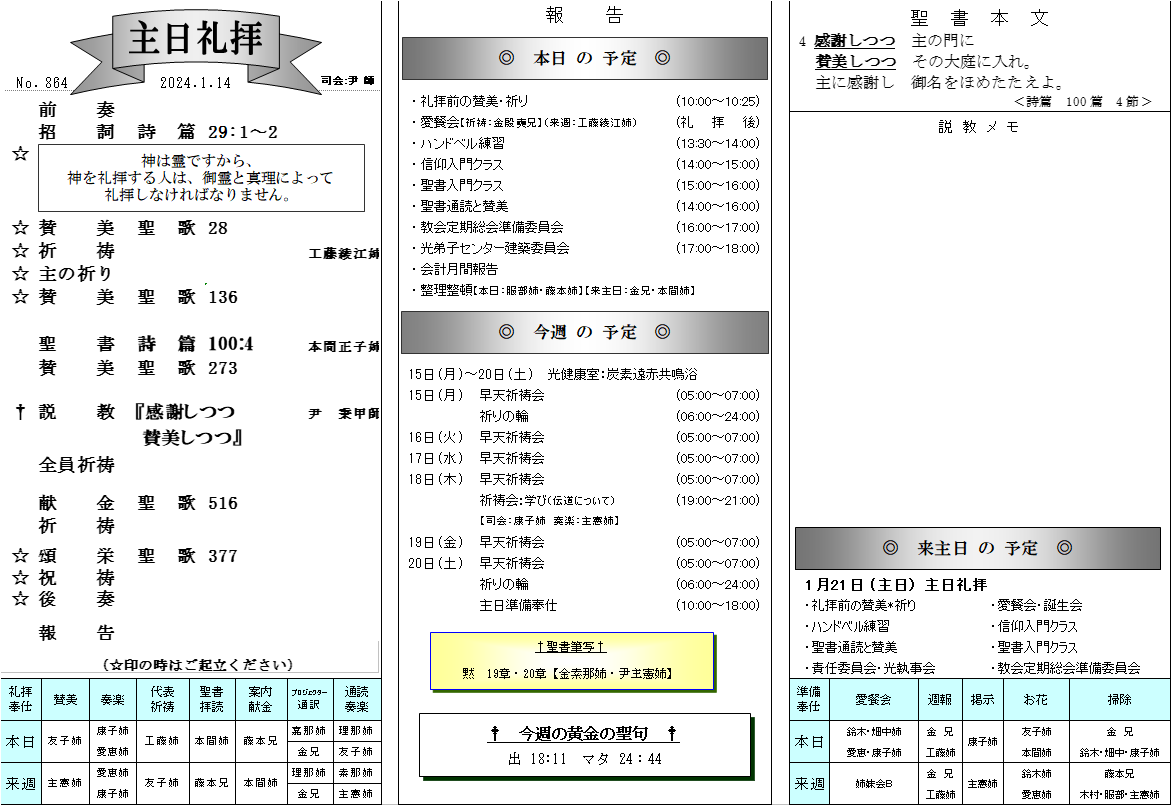 主日礼拝
No. 864 2024.1.14 司会:尹 師
前 奏
招 詞 詩 篇 29:1～2
☆ 神は霊ですから、
神を礼拝する人は、御霊と真理によって
礼拝しなければなりません。
☆ 賛 美 聖 歌 28
☆ 祈 祷 工藤綾江姉
☆ 主の祈り
☆ 賛 美 聖 歌 136
聖 書 詩 篇 100:4 本間正子姉
賛 美 聖 歌 273
† 説 教 『感謝しつつ 尹 秉甲師
賛美しつつ』
全員祈祷
献 金 聖 歌 516
祈 祷
☆ 頌 栄 聖 歌 377
☆ 祝 祷
☆ 後 奏
報 告
(☆印の時はご起立ください)
礼拝奉仕 賛美 奏楽 代表祈祷 聖書拝読 案内献金 プロジェクター通訳 通読奏楽
本日 友子姉 康子姉 愛恵姉 工藤姉 本間姉 藤本兄 嘉那姉 金兄 理那姉 友子姉
来週 主憲姉 愛恵姉 康子姉 友子姉 藤本兄 本間姉 理那姉 金兄 索那姉 主憲姉
報 告
◎ 本日 の 予定 ◎
・礼拝前の賛美・祈り (10:00～10:25)
・愛餐会【祈祷:金殷兄】(来週:工藤綾江姉) (礼 拝 後)
・ハンドベル練習 (13:30～14:00)
・信仰入門クラス (14:00～15:00)
・聖書入門クラス (15:00～16:00)
・聖書通読と賛美 (14:00～16:00)
・教会定期総会準備委員会 (16:00～17:00)
・光弟子センター建築委員会 (17:00～18:00)
・会計月間報告
・整理整頓【本日:服部姉・藤本姉】【来主日:金兄・本間姉】
◎ 今週 の 予定 ◎
15日(月)～20日(土) 光健康室:炭素遠赤共鳴浴
15日(月) 早天祈祷会 (05:00～07:00)
祈りの輪 (06:00～24:00)
16日(火) 早天祈祷会 (05:00～07:00)
17日(水) 早天祈祷会 (05:00～07:00)
18日(木) 早天祈祷会 (05:00～07:00)
祈祷会:学び(伝道について) (19:00～21:00)
【司会:康子姉 奏楽:主憲姉】
19日(金) 早天祈祷会 (05:00～07:00)
20日(土) 早天祈祷会 (05:00～07:00)
祈りの輪 (06:00～24:00)
主日準備奉仕 (10:00～18:00)
†聖書筆写†
黙 19章・20章【金索那姉・尹主憲姉】
† 今週の黄金の聖句 †
出 18:11 マタ 24:44
聖 書 本 文
4 感謝しつつ 主の門に
賛美しつつ その大庭に入れ。
主に感謝し 御名をほめたたえよ。
＜詩篇 100篇 4節＞
説 教 メ モ
◎ 来主日 の 予定 ◎
1月21日(主日) 主日礼拝
・礼拝前の賛美*祈り ・愛餐会・誕生会
・ハンドベル練習 ・信仰入門クラス
・聖書通読と賛美 ・聖書入門クラス
・責任委員会・光執事会 ・教会定期総会準備委員会
準備奉仕 愛餐会 週報 掲示 お花 掃除
本日 鈴木・畑中姉 愛恵・康子姉 金 兄 工藤姉 康子姉 友子姉 本間姉 金 兄 鈴木・畑中・康子姉
来週 姉妹会B 金 兄 工藤姉 主憲姉 鈴木姉 愛恵姉 藤本兄 木村・服部・主憲姉